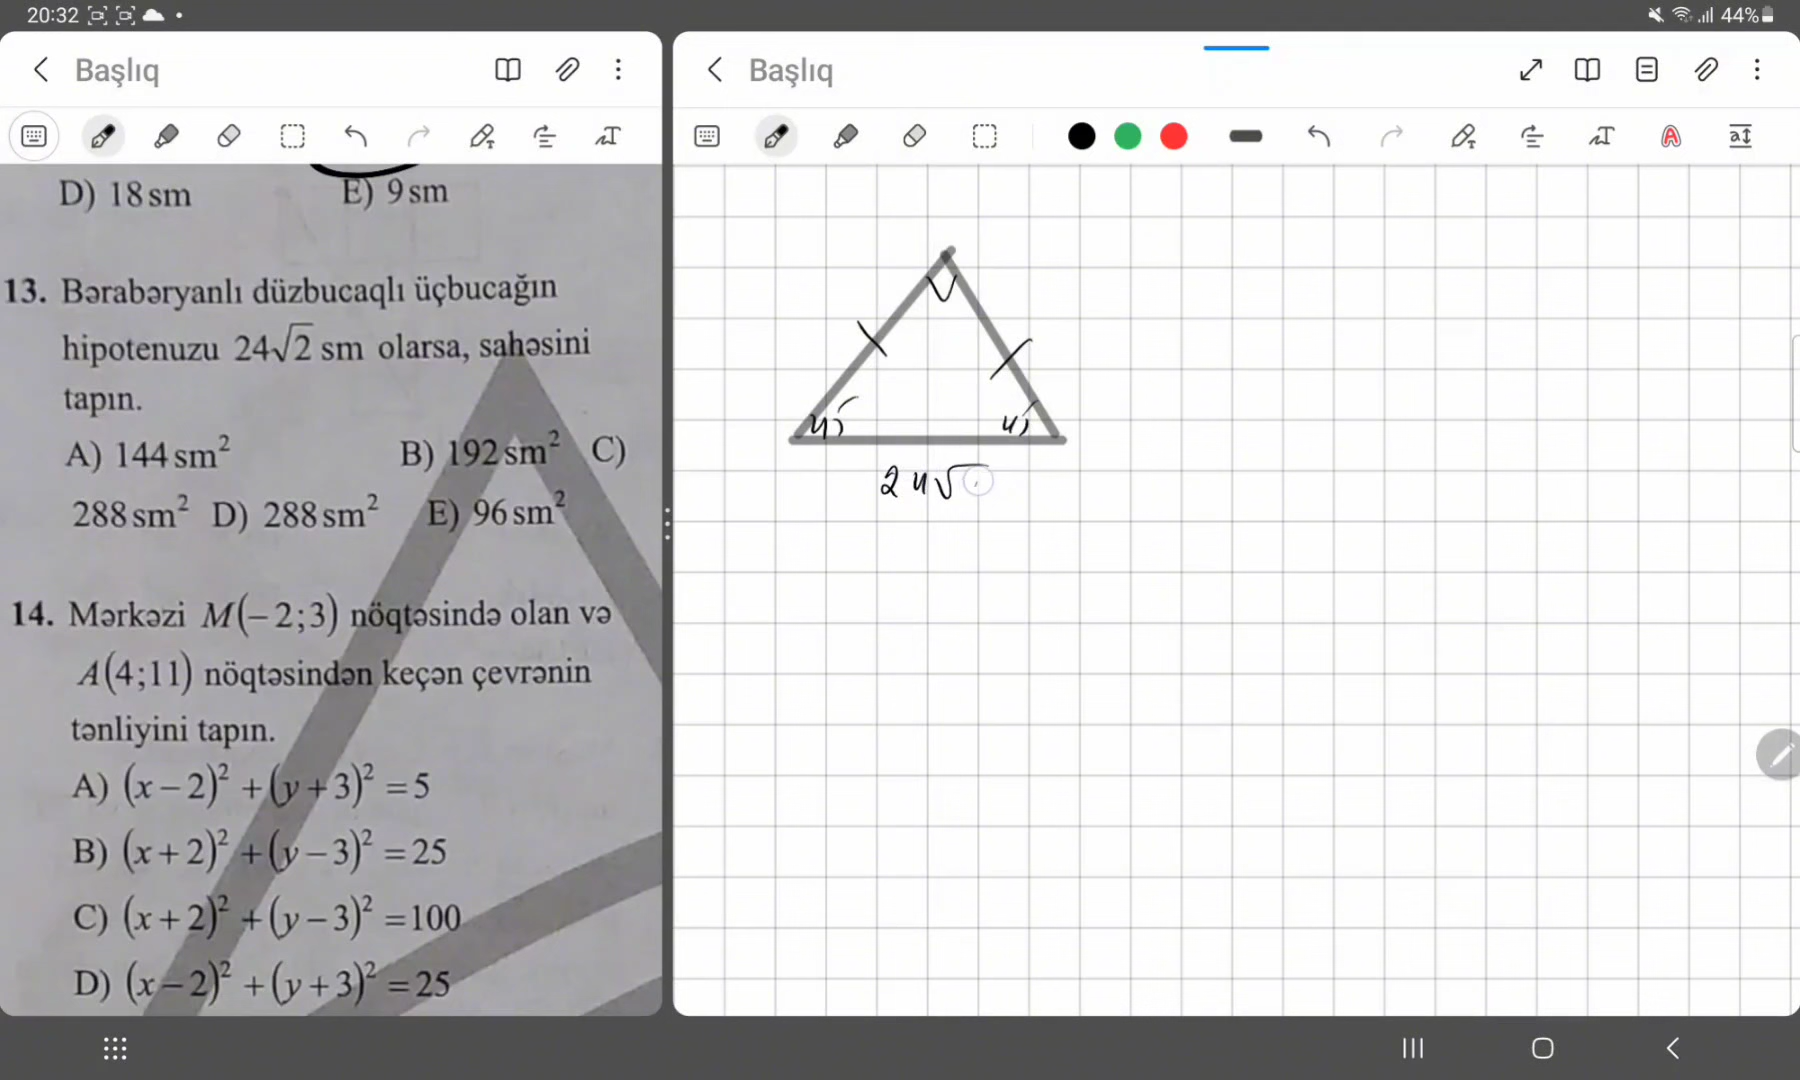 20:32
44%
Başlıq
Başlıq
D) 18 sm E) 9 sm
13. Bərabəryanlı düzbucaqlı üçbucağın
hipotenuzu 24√2 sm olarsa, sahəsini
tapın.
A) 144 sm² B) 192 sm² C)
288 sm² D) 288 sm² E) 96 sm²
14. Mərkəzi M(−2;3) nöqtəsində olan və
A(4;11) nöqtəsindən keçən çevrənin
tənliyini tapın.
A) (x−2)² + (y+3)² = 5
B) (x+2)² + (y−3)² = 25
C) (x+2)² + (y−3)² = 100
D) (x−2)² + (y+3)² = 25
45 45
24√